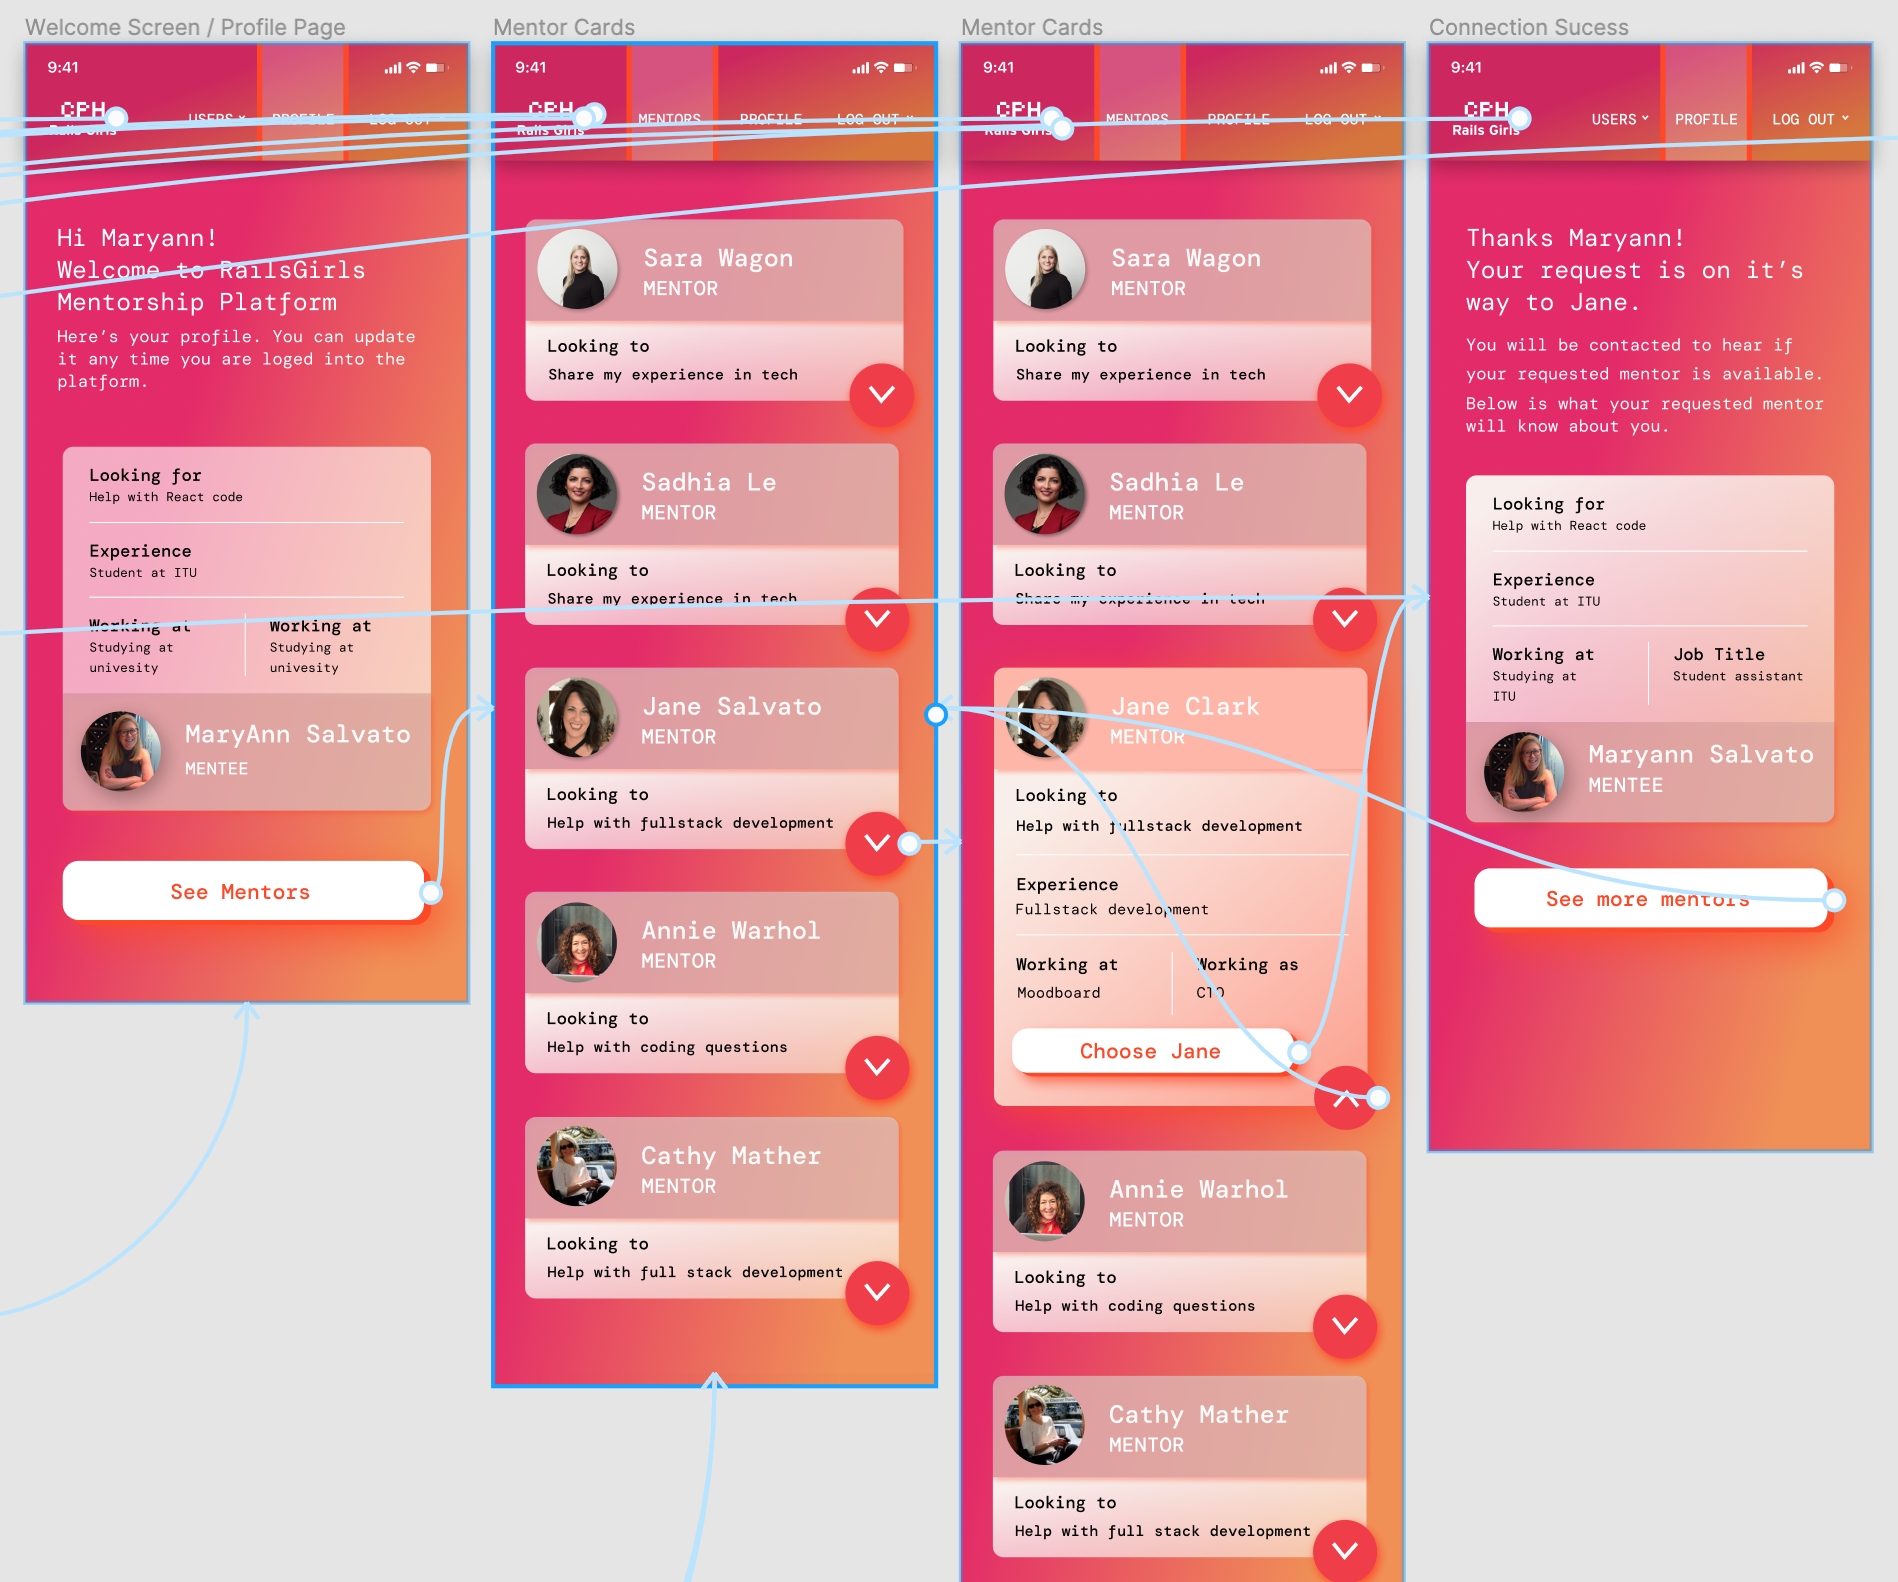 Welcome Screen / Profile Page
9:41
CPH
Rails Girls
USERS
PROFILE
LOG OUT
Hi Maryann!
Welcome to RailsGirls
Mentorship Platform
Here's your profile. You can update
it any time you are loged into the
platform.
Looking for
Help with React code
Experience
Student at ITU
Working at
Studying at
univesity
Working at
Studying at
univesity
MaryAnn Salvato
MENTEE
See Mentors
Mentor Cards
9:41
CPH
Rails Girls
MENTORS
PROFILE
LOG OUT
Sara Wagon
MENTOR
Looking to
Share my experience in tech
Sadhia Le
MENTOR
Looking to
Share my experience in tech
Jane Salvato
MENTOR
Looking to
Help with fullstack development
Annie Warhol
MENTOR
Looking to
Help with coding questions
Cathy Mather
MENTOR
Looking to
Help with full stack development
Mentor Cards
9:41
CPH
Rails Girls
MENTORS
PROFILE
LOG OUT
Sara Wagon
MENTOR
Looking to
Share my experience in tech
Sadhia Le
MENTOR
Looking to
Share my experience in tech
Jane Clark
MENTOR
Looking to
Help with fullstack development
Experience
Fullstack development
Working at
Moodboard
Working as
CTO
Choose Jane
Annie Warhol
MENTOR
Looking to
Help with coding questions
Cathy Mather
MENTOR
Looking to
Help with full stack development
Connection Sucess
9:41
CPH
Rails Girls
USERS
PROFILE
LOG OUT
Thanks Maryann!
Your request is on it's
way to Jane.
You will be contacted to hear if
your requested mentor is available.
Below is what your requested mentor
will know about you.
Looking for
Help with React code
Experience
Student at ITU
Working at
Studying at
ITU
Job Title
Student assistant
Maryann Salvato
MENTEE
See more mentors